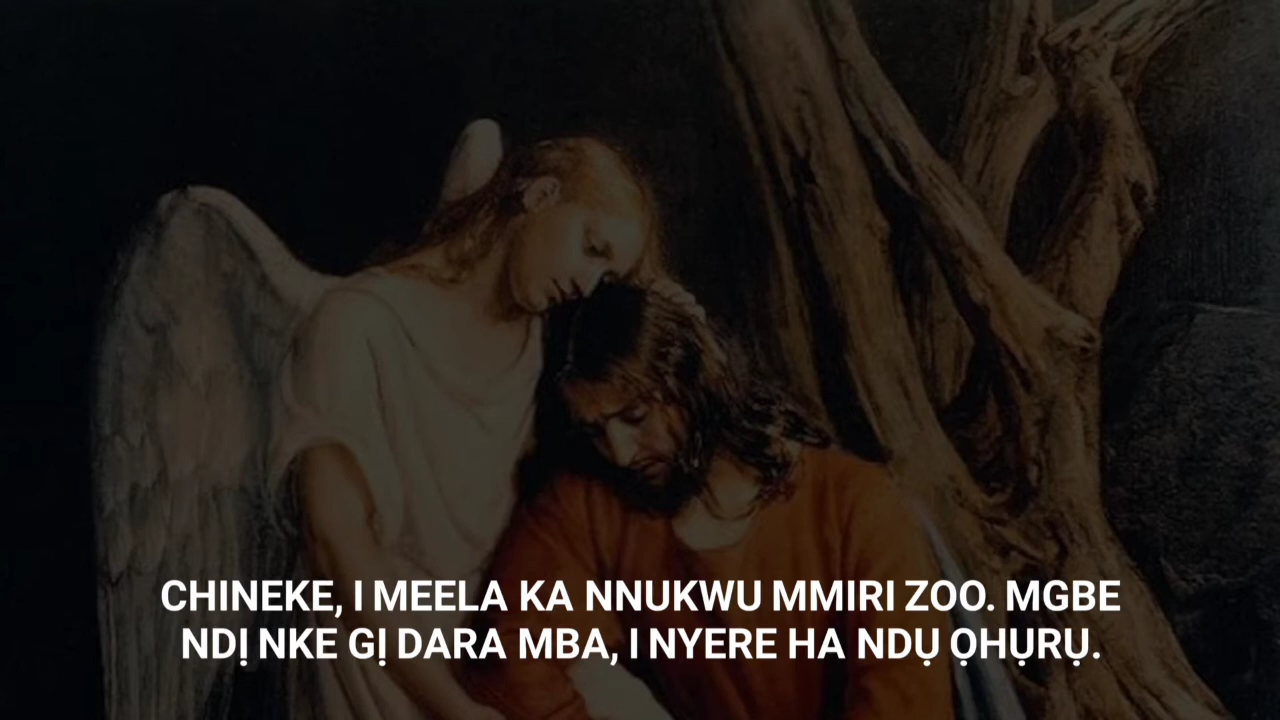 CHINEKE, I MEELA KA NNUKWU MMIRI ZOO. MGBE
NDỊ NKE GỊ DARA MBA, I NYERE HA NDỤ ỌHỤRỤ.